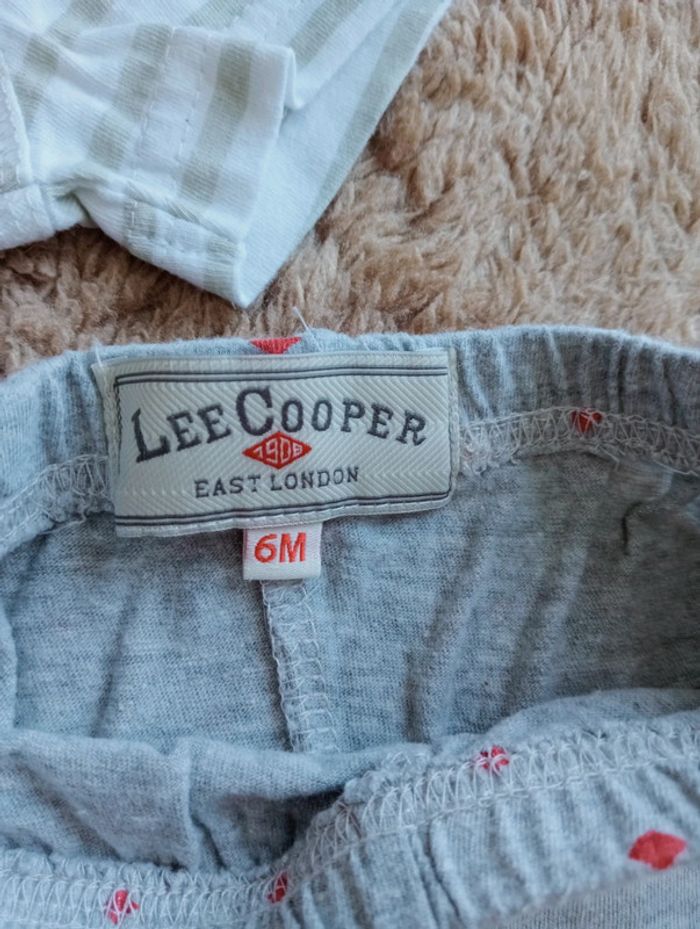 LEE COOPER
1908
EAST LONDON
6M